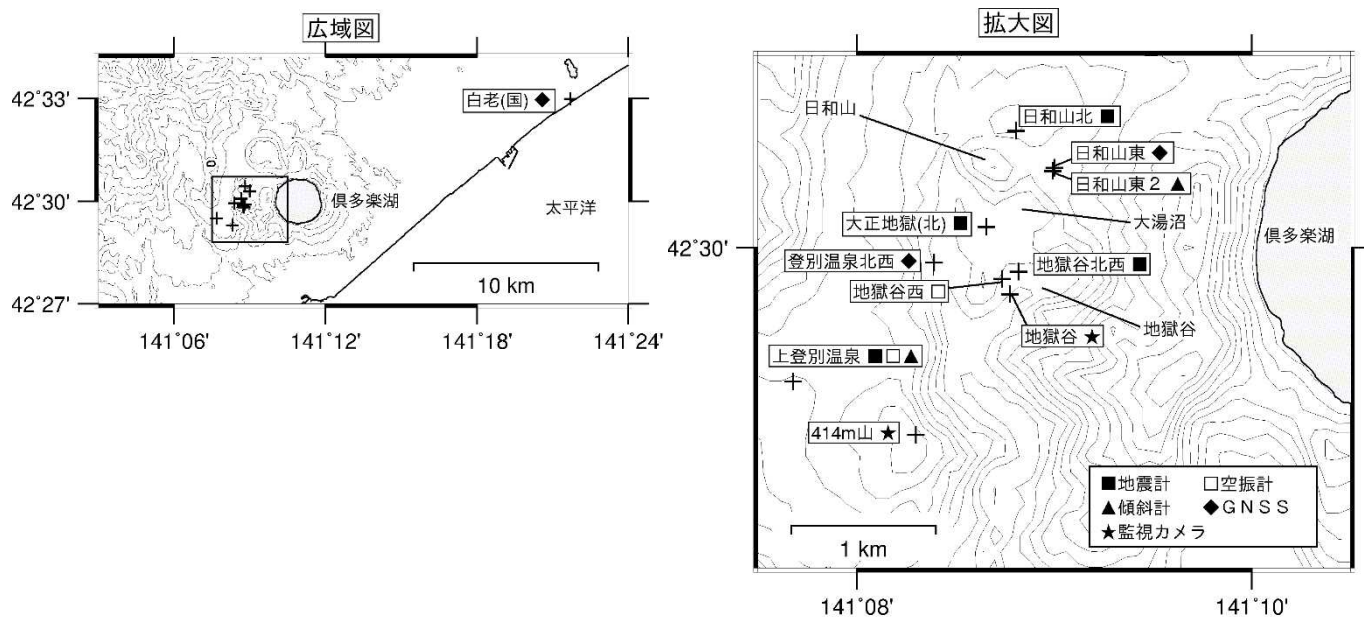 広域図
42°33'
42°30'
42°27'
141°06'
141°12'
141°18'
141°24'
白老(国) ◆
0
倶多楽湖
太平洋
10 km
拡大図
日和山
日和山北 ■
日和山東 ◆
日和山東2 ▲
大正地獄(北) ■
大湯沼
倶多楽湖
42°30'
登別温泉北西 ◆
地獄谷北西 ■
地獄谷西 □
地獄谷
地獄谷 ★
上登別温泉 ■□▲
414m山 ★
■地震計 □空振計
▲傾斜計 ◆GNSS
★監視カメラ
1 km
141°08'
141°10'